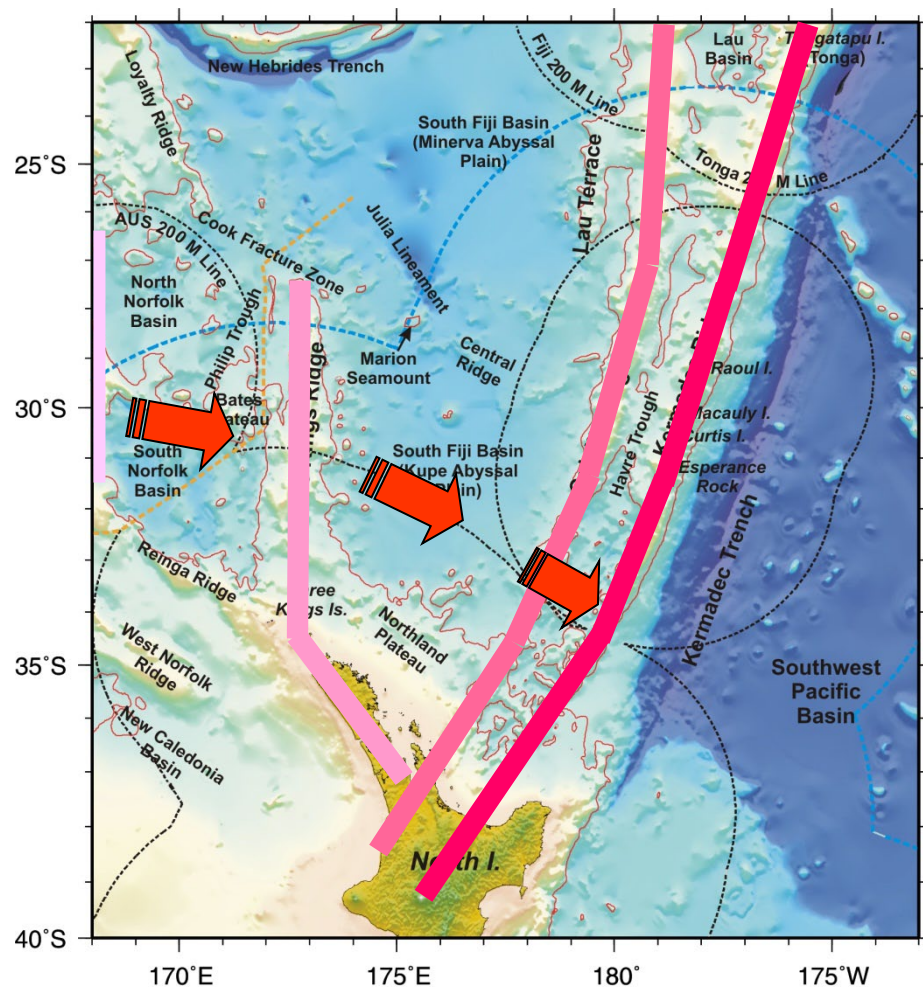 Loyalty Ridge
New Hebrides Trench
Fiji 200 M Line
Lau
Basin
(Tonga)
South Fiji Basin
(Minerva Abyssal
Plain)
25°S
Lau Terrace
Tonga
M Line
AUS 200 M Line
Cook Fracture Zone
Julia Lineament
North
Norfolk
Basin
Philip Trough
Marion
Seamount
Central
Ridge
Raoul I.
30°S
Bates
Ridge
Havre Trough
Macauly I.
Curtis I.
South
Norfolk
Basin
South Fiji Basin
(Kupe Abyssal
Esperance
Rock
Kermadec Trench
Reinga Ridge
Kings Is.
Northland
Plateau
West Norfolk
Ridge
35°S
Southwest
Pacific
Basin
New Caledonia
Basin
North I.
40°S
170°E
175°E
180°
175°W